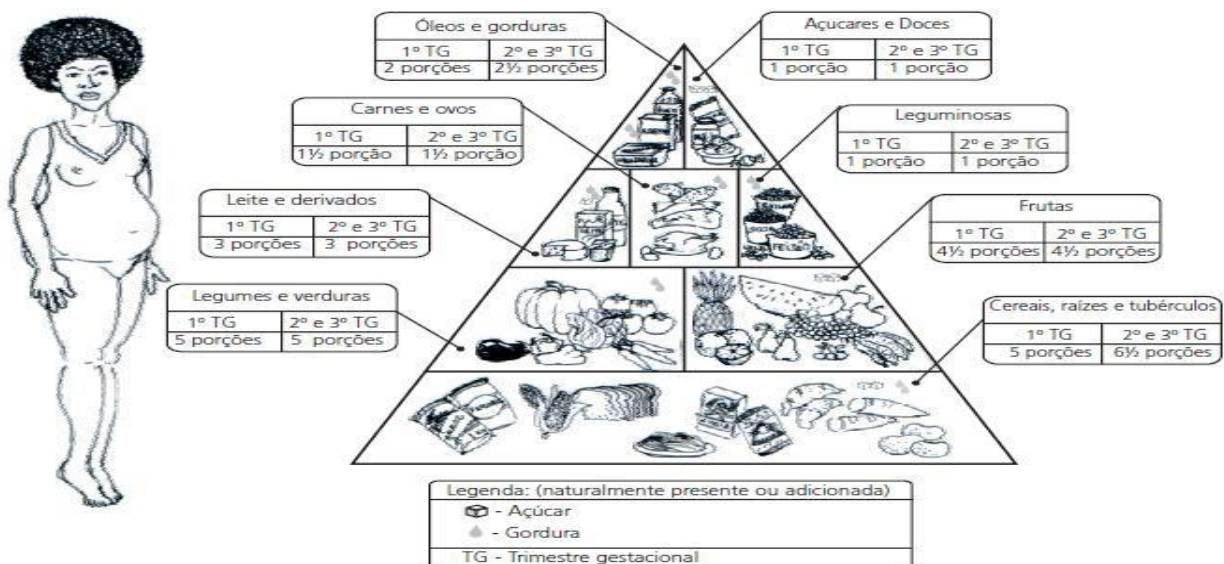 Óleos e gorduras
1º TG 2º e 3º TG
2 porções 2½ porções
Açucares e Doces
1º TG 2º e 3º TG
1 porção 1 porção
Carnes e ovos
1º TG 2º e 3º TG
1½ porção 1½ porção
Leguminosas
1º TG 2º e 3º TG
1 porção 1 porção
Leite e derivados
1º TG 2º e 3º TG
3 porções 3 porções
Frutas
1º TG 2º e 3º TG
4½ porções 4½ porções
Legumes e verduras
1º TG 2º e 3º TG
5 porções 5 porções
Cereais, raízes e tubérculos
1º TG 2º e 3º TG
5 porções 6½ porções
Legenda: (naturalmente presente ou adicionada)
- Açúcar
- Gordura
TG - Trimestre gestacional